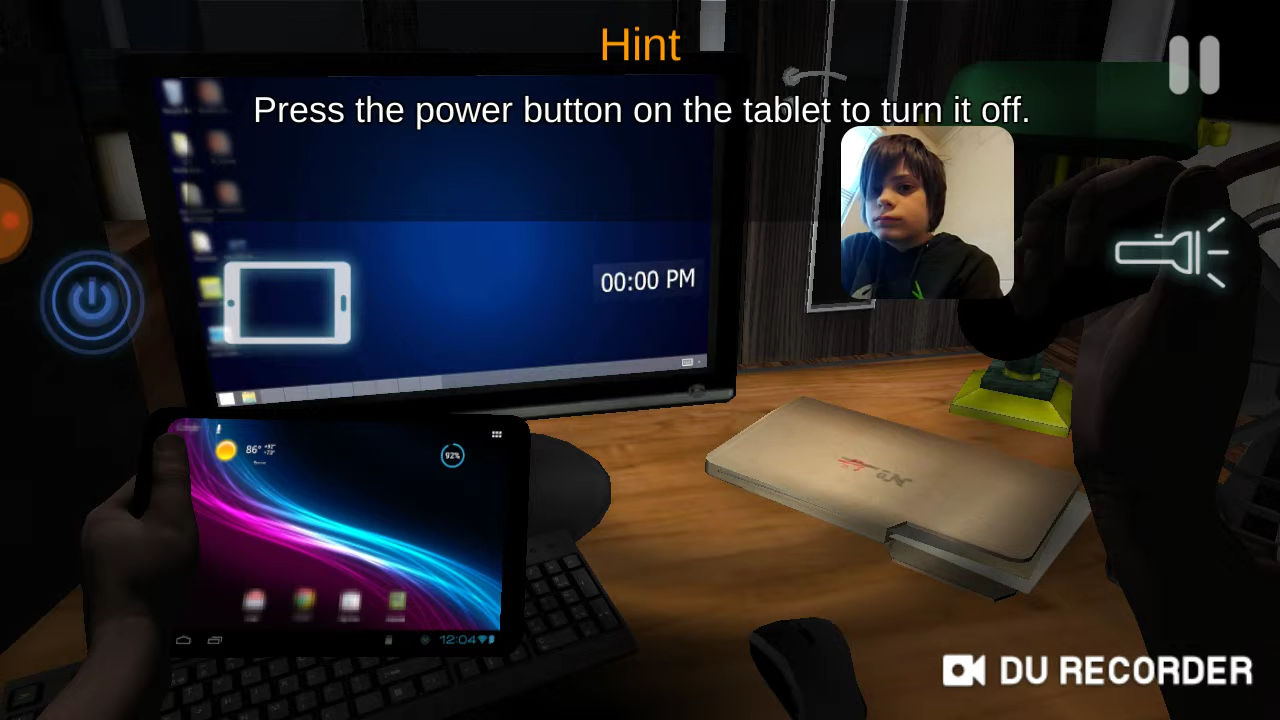 Hint
Press the power button on the tablet to turn it off.
00:00 PM
86°
92%
12:04
DU RECORDER